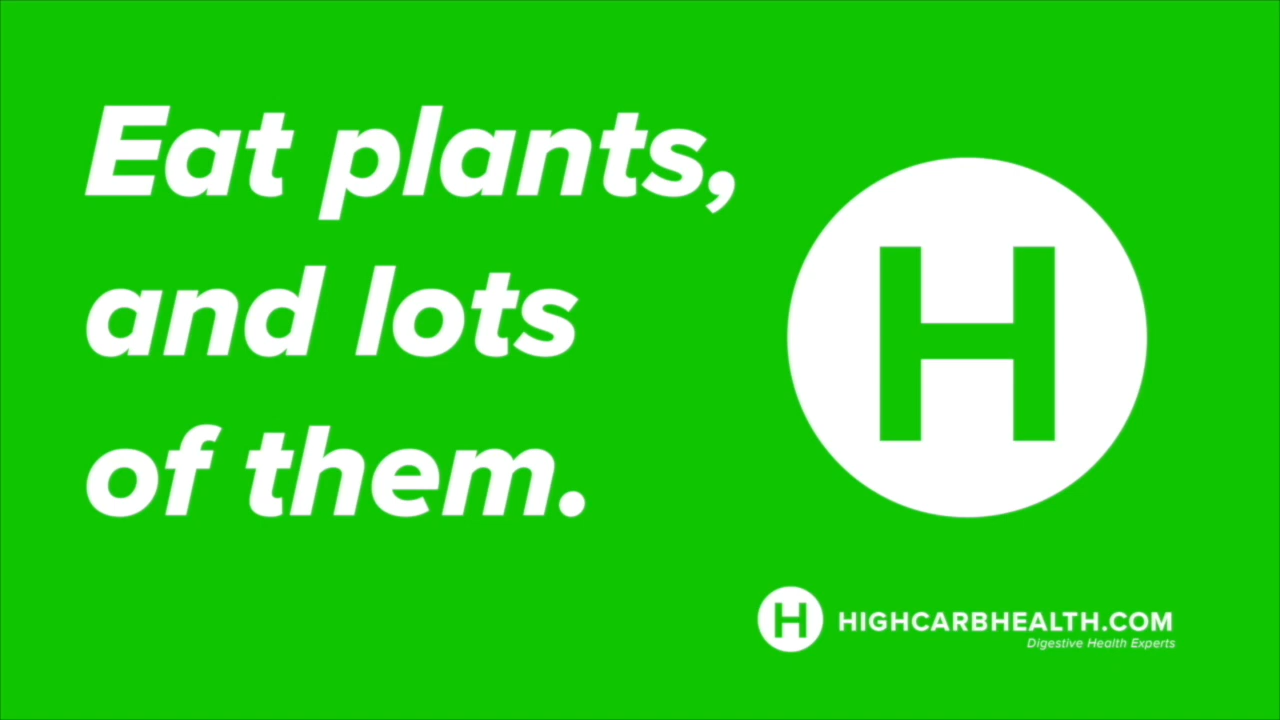 Eat plants,
and lots
of them.
H
H HIGHCARBHEALTH.COM
Digestive Health Experts